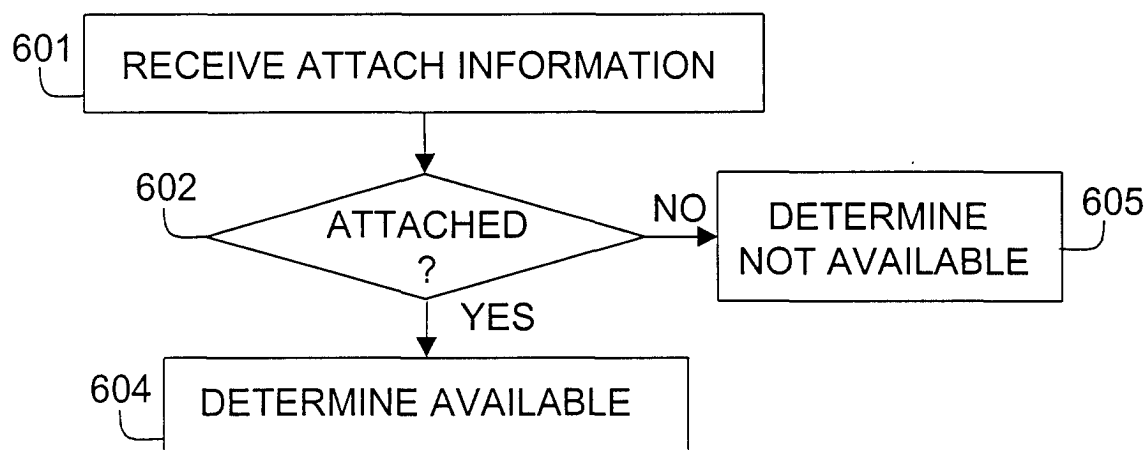 601
RECEIVE ATTACH INFORMATION
602
ATTACHED
?
NO
DETERMINE
NOT AVAILABLE
605
YES
604
DETERMINE AVAILABLE